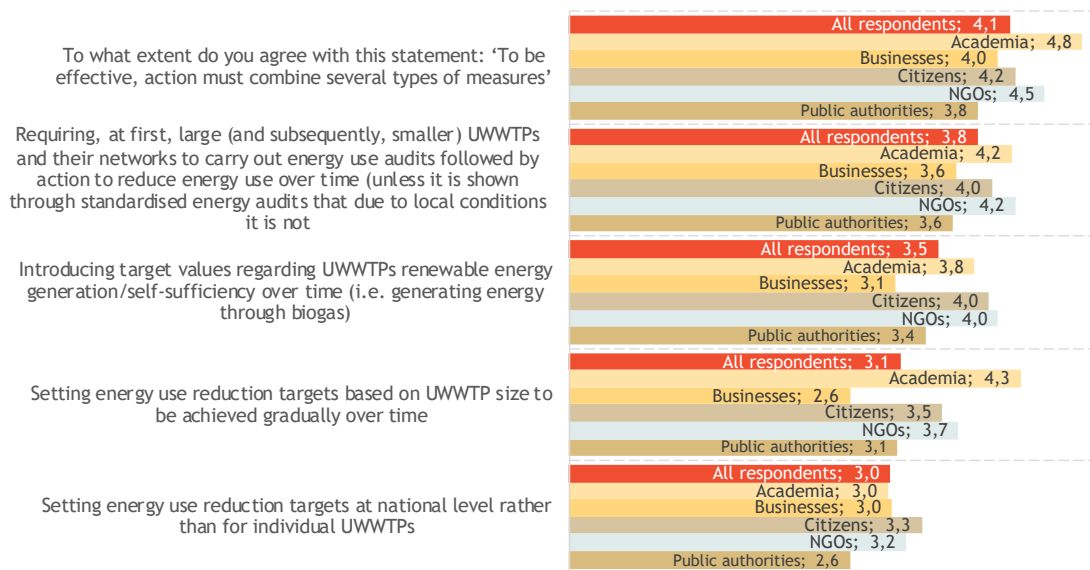 To what extent do you agree with this statement: ‘To be
effective, action must combine several types of measures’
All respondents; 4,1
Academia; 4,8
Businesses; 4,0
Citizens; 4,2
NGOs; 4,5
Public authorities; 3,8
Requiring, at first, large (and subsequently, smaller) UWWTPs
and their networks to carry out energy use audits followed by
action to reduce energy use over time (unless it is shown
through standardised energy audits that due to local conditions
it is not
All respondents; 3,8
Academia; 4,2
Businesses; 3,6
Citizens; 4,0
NGOs; 4,2
Public authorities; 3,6
Introducing target values regarding UWWTPs renewable energy
generation/self-sufficiency over time (i.e. generating energy
through biogas)
All respondents; 3,5
Academia; 3,8
Businesses; 3,1
Citizens; 4,0
NGOs; 4,0
Public authorities; 3,4
Setting energy use reduction targets based on UWWTP size to
be achieved gradually over time
All respondents; 3,1
Academia; 4,3
Businesses; 2,6
Citizens; 3,5
NGOs; 3,7
Public authorities; 3,1
Setting energy use reduction targets at national level rather
than for individual UWWTPs
All respondents; 3,0
Academia; 3,0
Businesses; 3,0
Citizens; 3,3
NGOs; 3,2
Public authorities; 2,6